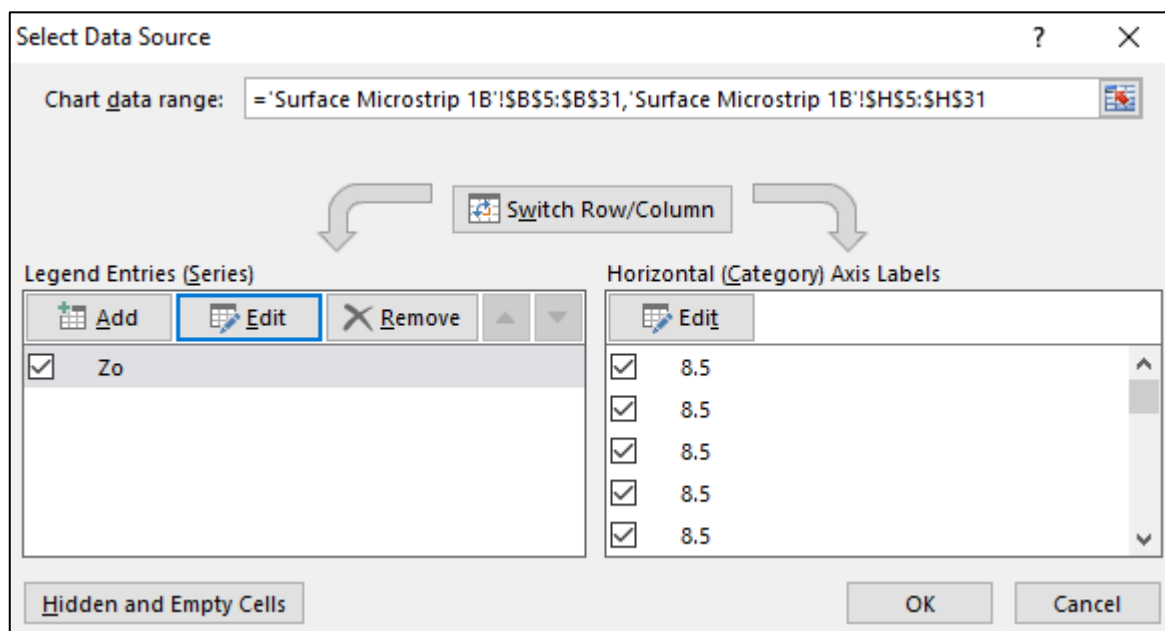 Select Data Source ?
Chart data range: ='Surface Microstrip 1B'!$B$5:$B$31,'Surface Microstrip 1B'!$H$5:$H$31
Switch Row/Column
Legend Entries (Series)
Add Edit Remove
Zo
Horizontal (Category) Axis Labels
Edit
8.5
8.5
8.5
8.5
8.5
Hidden and Empty Cells
OK Cancel